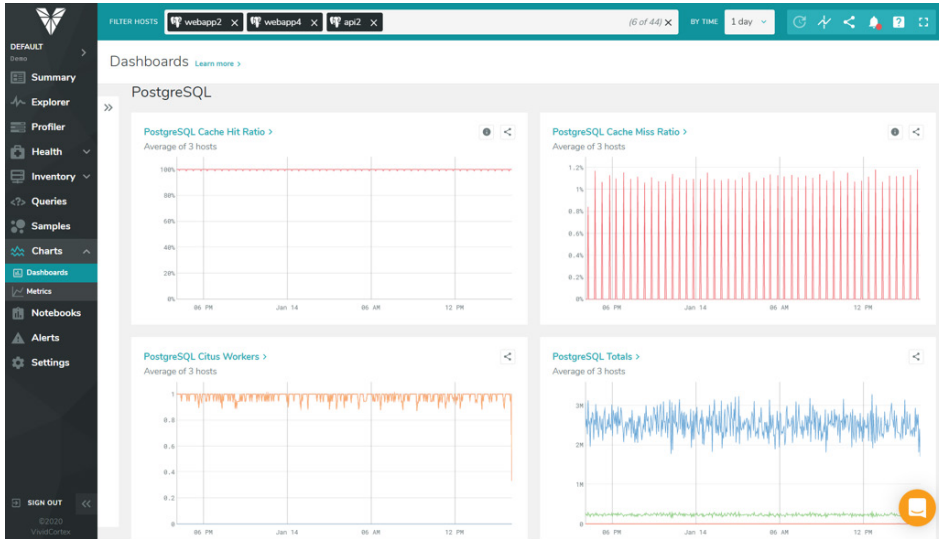 FILTER HOSTS webapp2 × webapp4 × api2 × (6 of 44) × BY TIME 1 day
DEFAULT
Demo
Dashboards Learn more >
Summary
Explorer
Profiler
Health
Inventory
Queries
Samples
Charts
Dashboards
Metrics
Notebooks
Alerts
Settings
SIGN OUT
©2020
VividCortex
PostgreSQL
PostgreSQL Cache Hit Ratio >
Average of 3 hosts
100%
80%
60%
40%
20%
0%
06 PM Jan 14 06 AM 12 PM
PostgreSQL Cache Miss Ratio >
Average of 3 hosts
1.2%
1%
0.8%
0.6%
0.4%
0.2%
0%
06 PM Jan 14 06 AM 12 PM
PostgreSQL Citus Workers >
Average of 3 hosts
1
0.8
0.6
0.4
0.2
0
06 PM Jan 14 06 AM 12 PM
PostgreSQL Totals >
Average of 3 hosts
3M
2M
1M
0
06 PM Jan 14 06 AM 12 PM